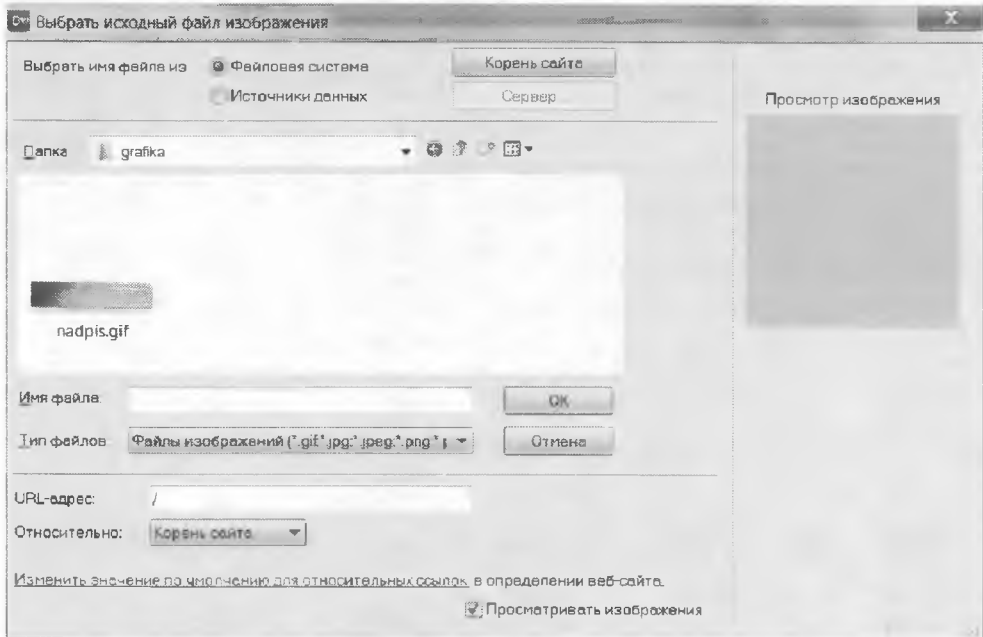 Dw Выбрать исходный файл изображения
X
Выбрать имя файла из
Файловая система
Корень сайта
Источники данных
Сервер
Просмотр изображения
Папка
grafika
nadpis.gif
Имя файла:
OK
Тип файлов:
Файлы изображений (*.gif;*.jpg;*.jpeg;*.png;*.
Отмена
URL-адрес:
/
Относительно:
Корень сайта
Изменить значение по умолчанию для относительных ссылок в определении веб-сайта.
Просматривать изображения